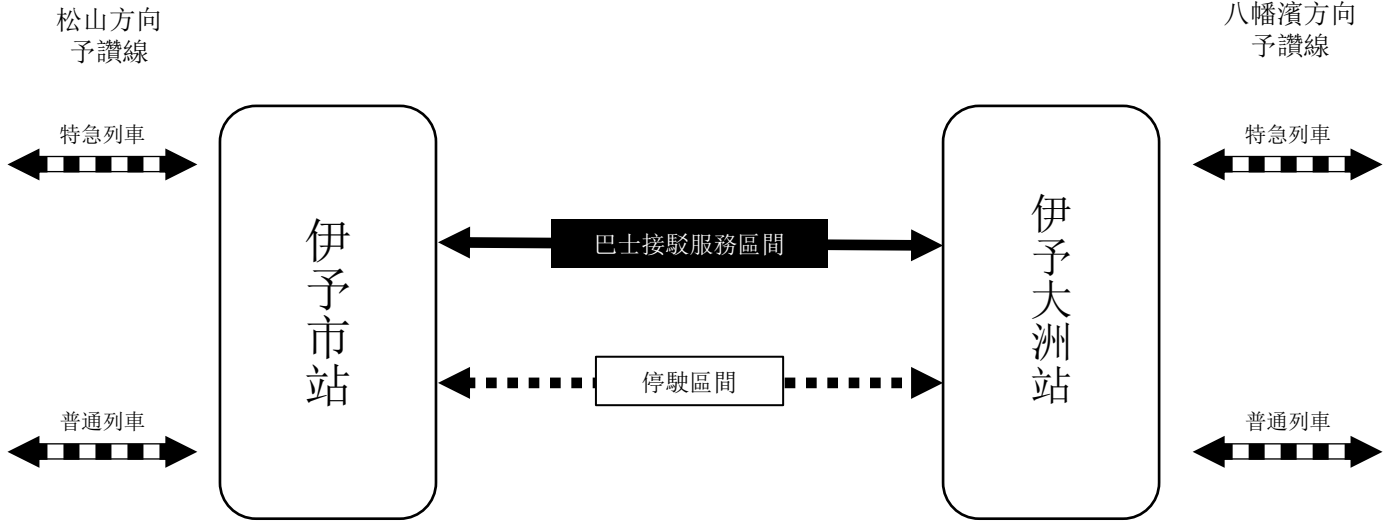 松山方向
予讚線
八幡濱方向
予讚線
特急列車
特急列車
伊予市站
巴士接駁服務區間
伊予大洲站
停駛區間
普通列車
普通列車